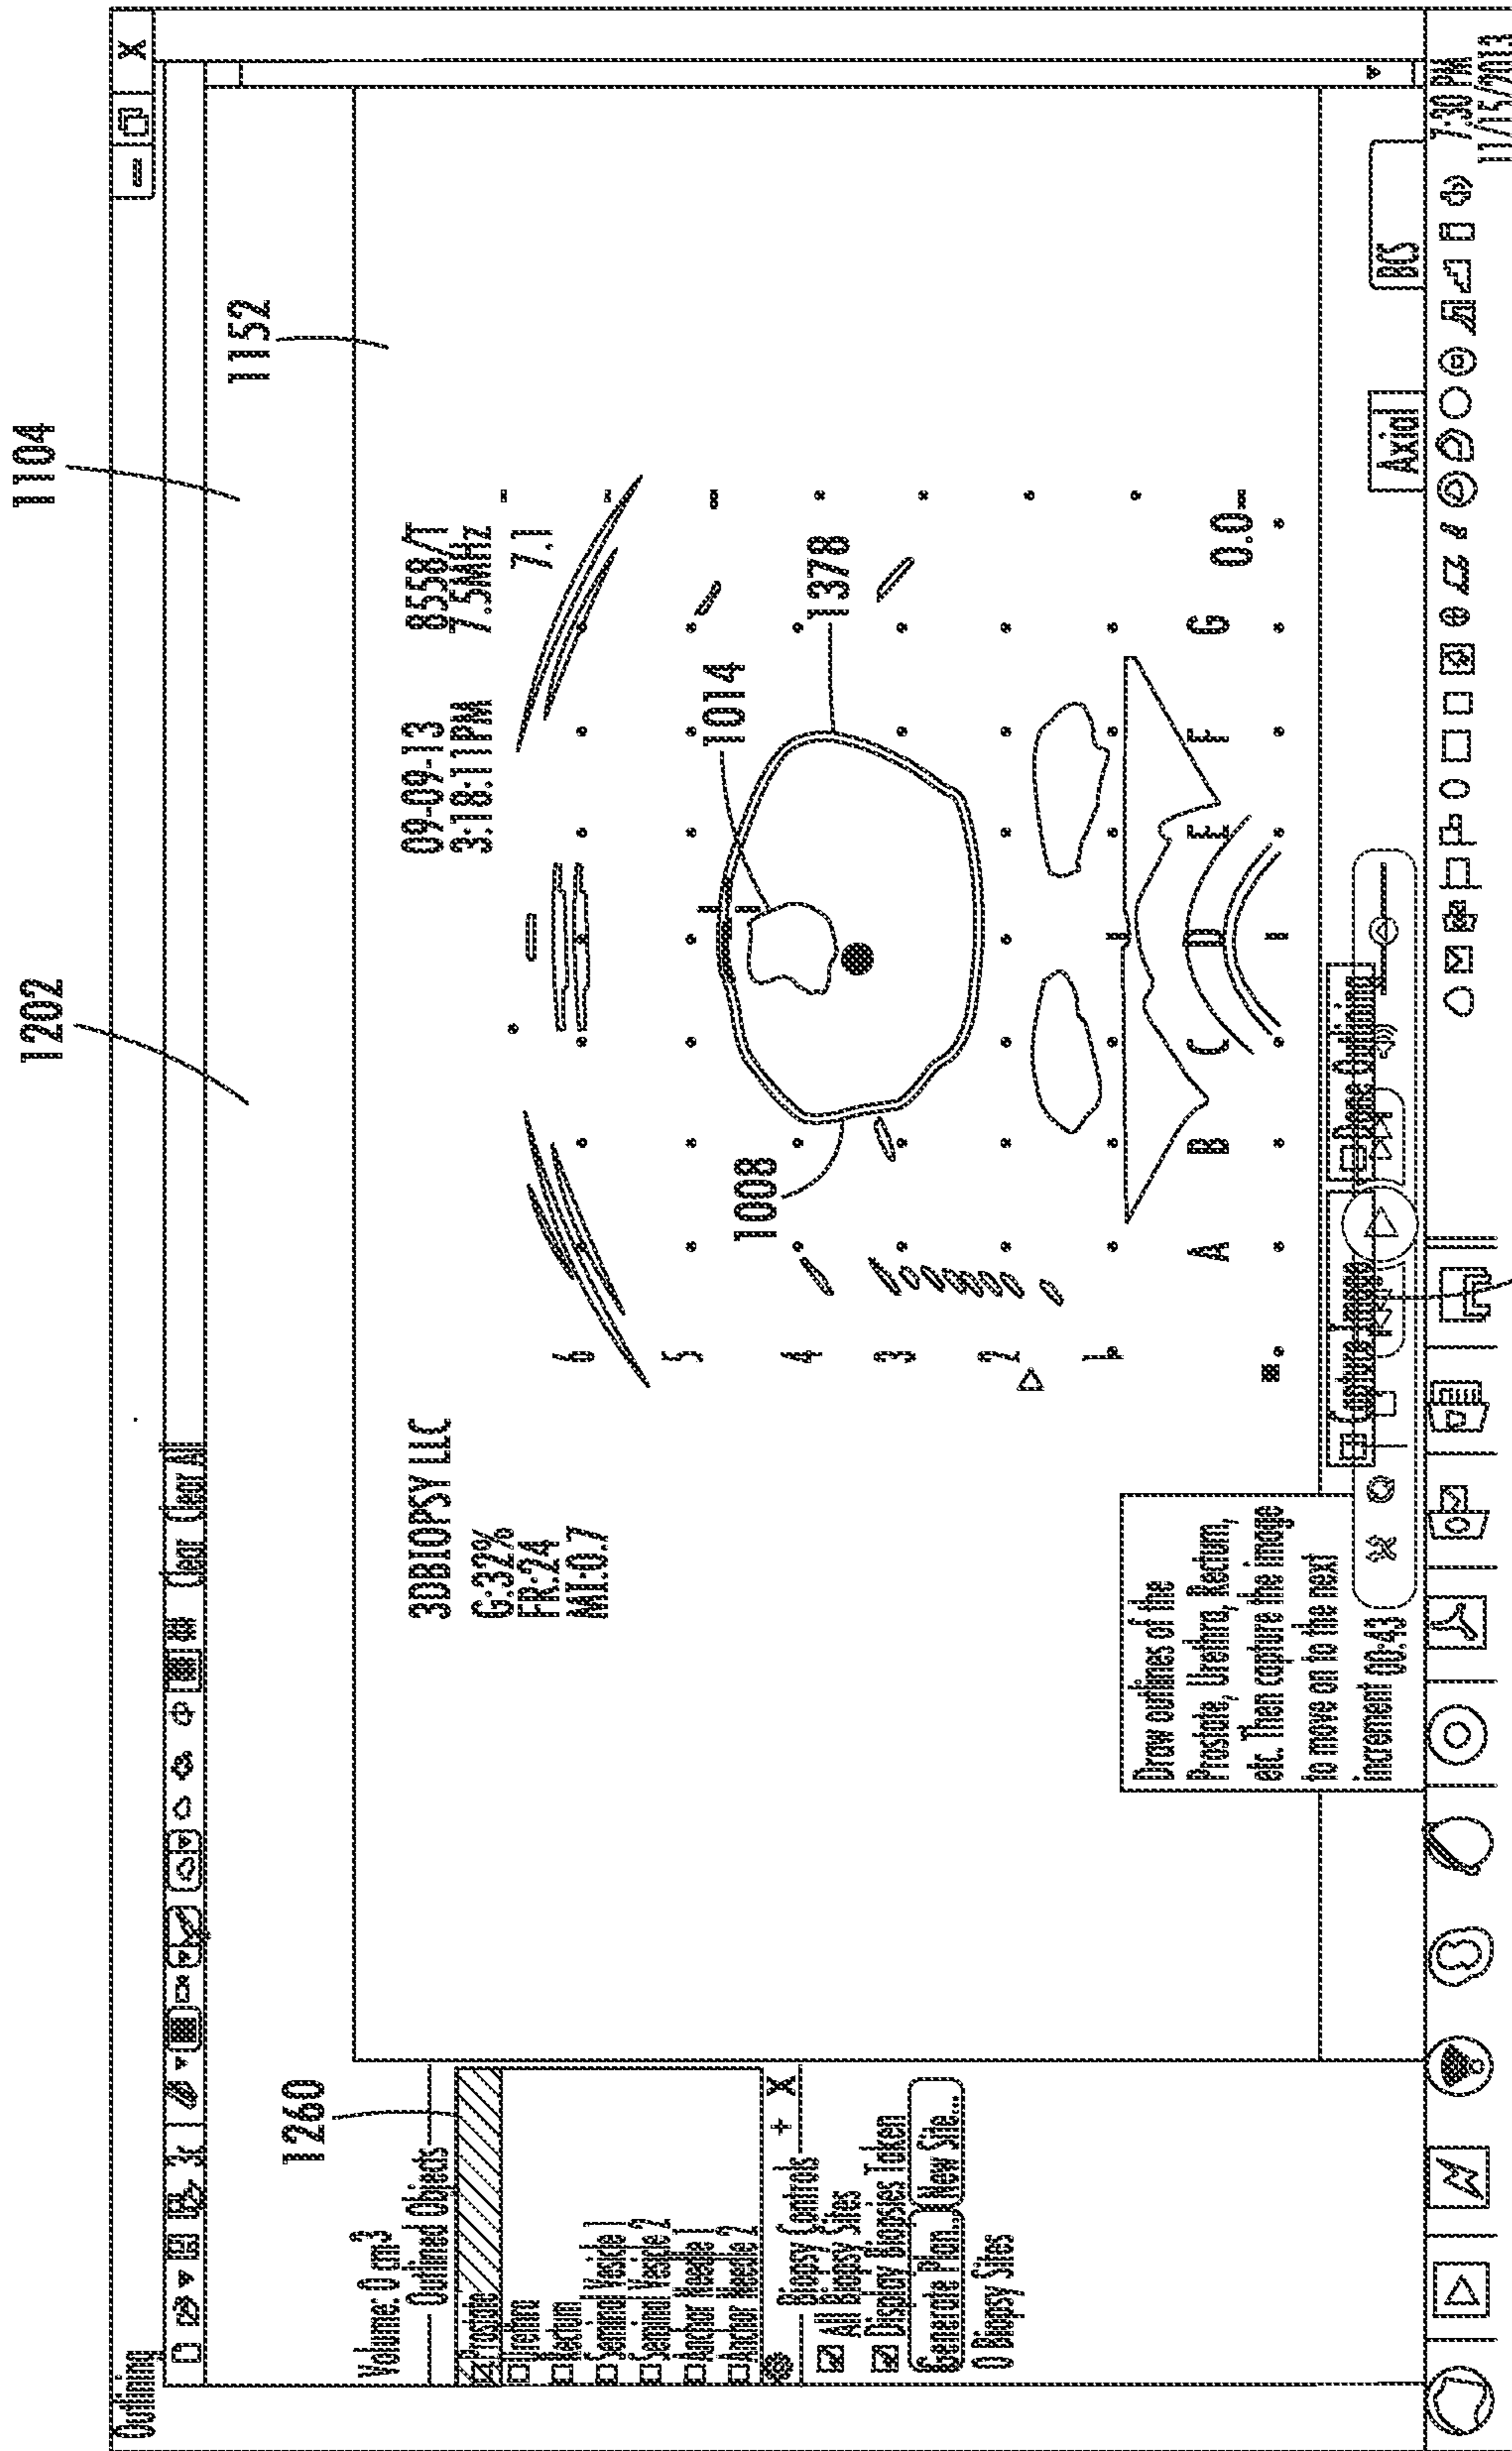 1202
1104
Outlining
X
Clear Clear All
1260
1152
Volume: 0 cm3
Outlined Objects
Prostate
Urethra
Rectum
Seminal Vesicle 1
Seminal Vesicle 2
Anchor Needle 1
Anchor Needle 2
+ X
Biopsy Controls
All Biopsy Sites
Display Biopsies Taken
Generate Plan... New Site...
0 Biopsy Sites
3DBIOPSY LLC
G:32%
FR:24
MI:0.7
09-09-13
3:18:11PM
8558/T
7.5MHz
7.1
6
5
4
3
2
1
1008
1014
1378
A B C D E F G
0.0
Draw outlines of the
Prostate, Urethra, Rectum,
etc. Then capture the image
to move on to the next
increment
00:43
Capture Image
Done Outlining
Axial
BCS
7:30 PM
11/15/2013